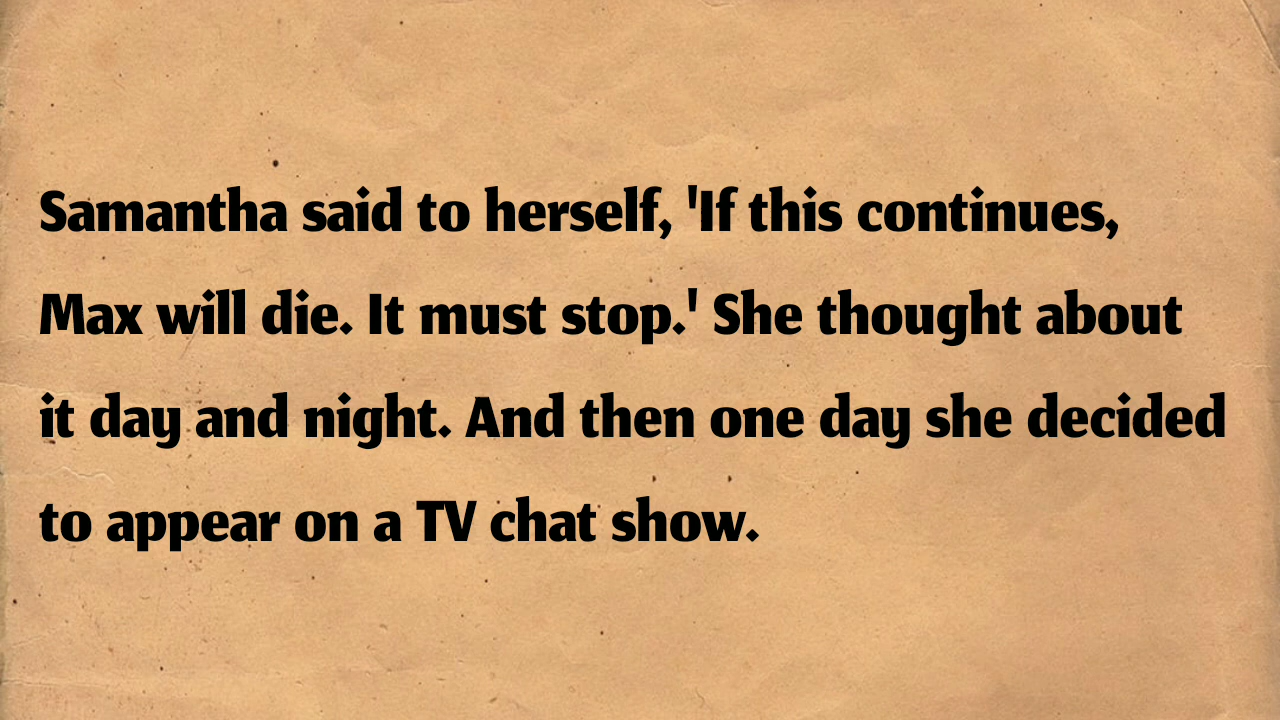 Samantha said to herself, 'If this continues,
Max will die. It must stop.' She thought about
it day and night. And then one day she decided
to appear on a TV chat show.